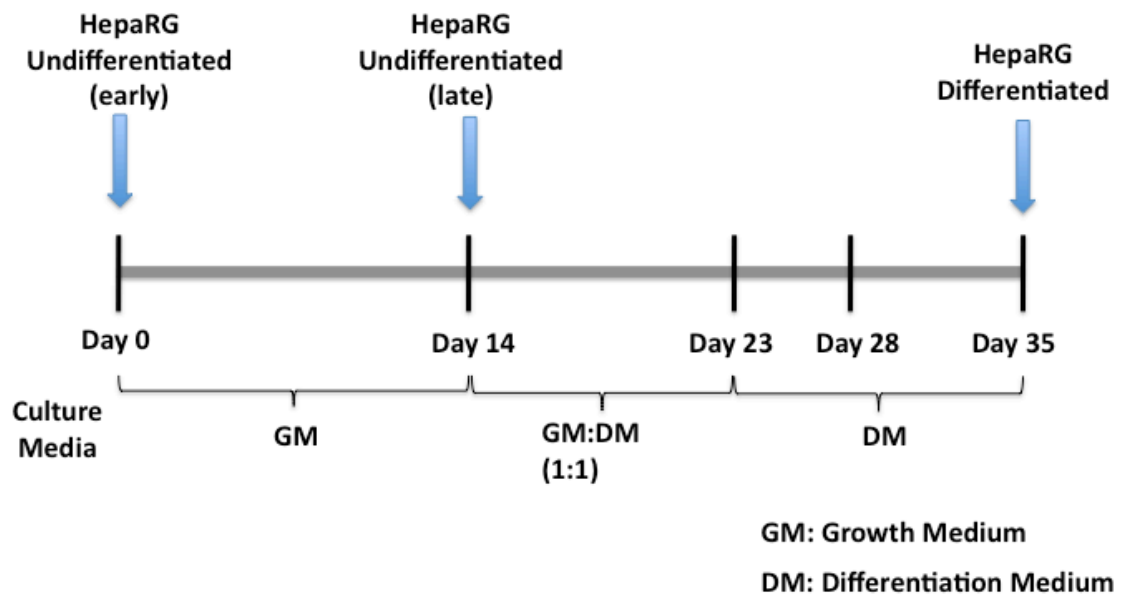 HepaRG
Undifferentiated
(early)
HepaRG
Undifferentiated
(late)
HepaRG
Differentiated
Day 0
Day 14
Day 23
Day 28
Day 35
Culture
Media
GM
GM:DM
(1:1)
DM
GM: Growth Medium
DM: Differentiation Medium